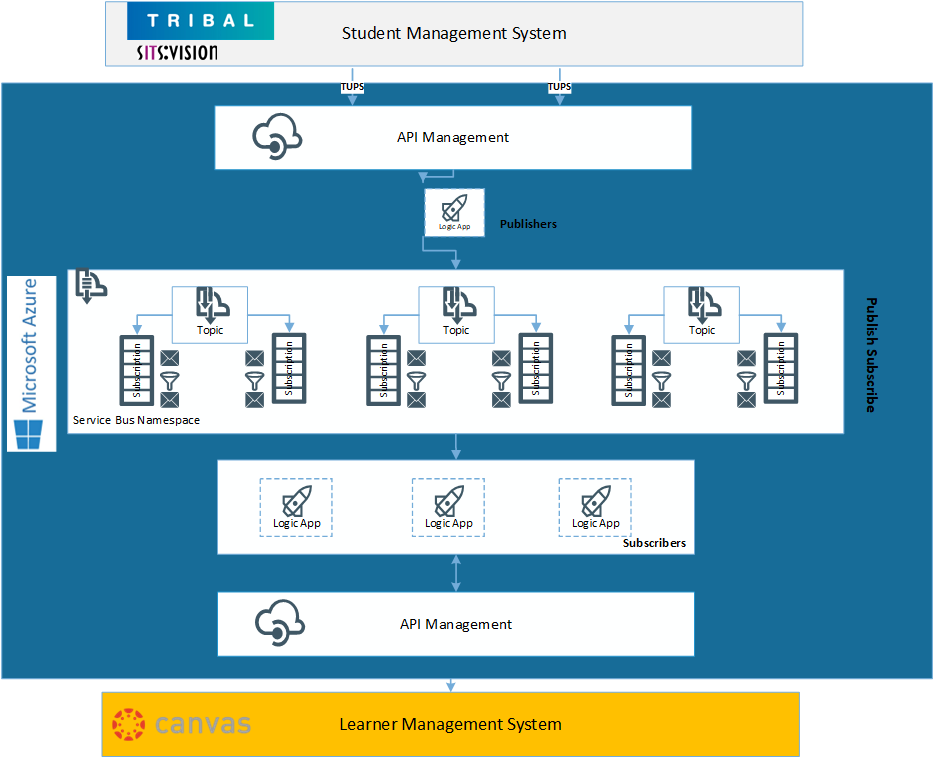 TRIBAL
SITS:VISION
Student Management System
TUPS
TUPS
API Management
Logic App
Publishers
Microsoft Azure
Topic
Topic
Topic
Subscription
Subscription
Subscription
Subscription
Subscription
Subscription
Service Bus Namespace
Publish Subscribe
Logic App
Logic App
Logic App
Subscribers
API Management
canvas
Learner Management System